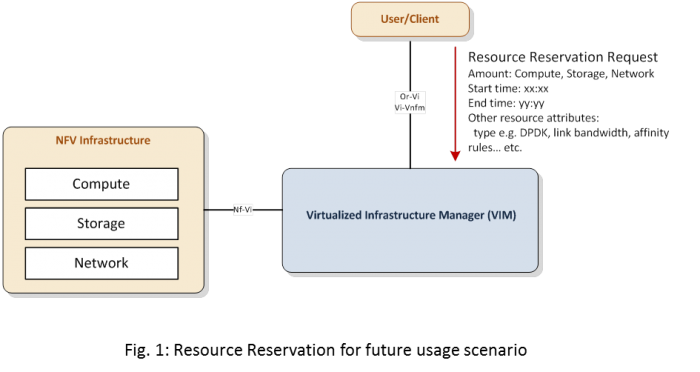 User/Client
Resource Reservation Request
Amount: Compute, Storage, Network
Start time: xx:xx
End time: yy:yy
Other resource attributes:
type e.g. DPDK, link bandwidth, affinity
rules... etc.
Or-Vi
Vi-Vnfm
NFV Infrastructure
Compute
Storage
Network
Nf-Vi
Virtualized Infrastructure Manager (VIM)
Fig. 1: Resource Reservation for future usage scenario